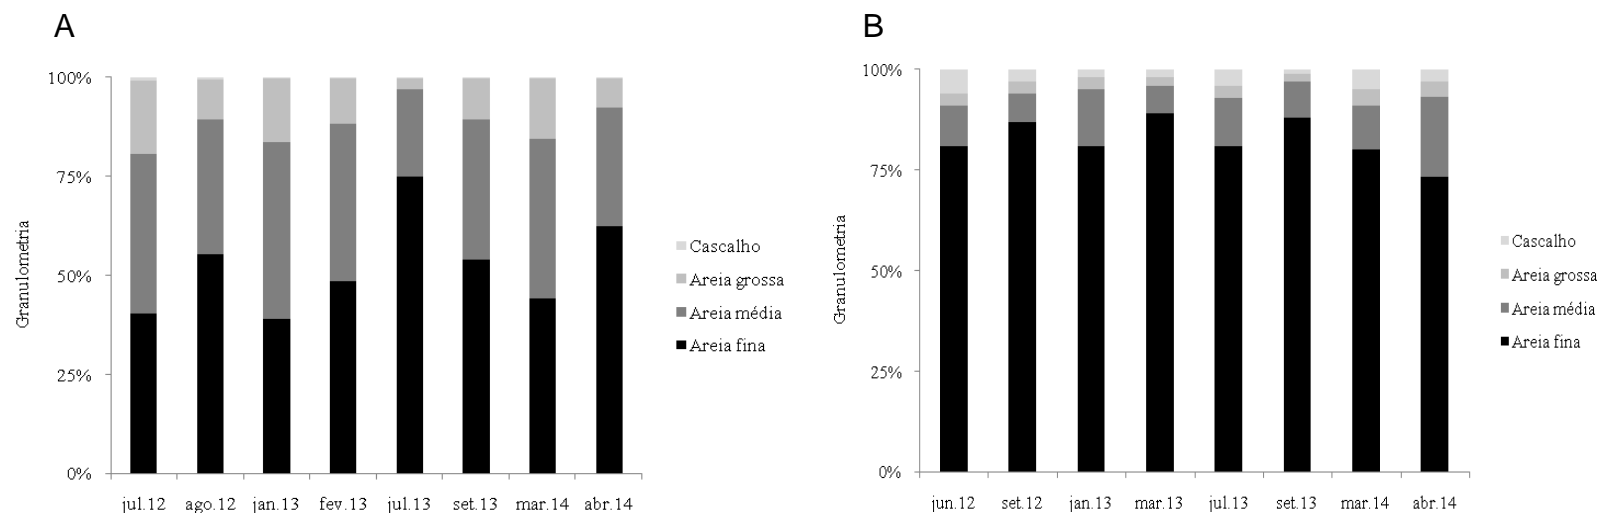 A
100%
75%
50%
25%
0%
Granulometria
jul.12 ago.12 jan.13 fev.13 jul.13 set.13 mar.14 abr.14
Cascalho
Areia grossa
Areia média
Areia fina
B
100%
75%
50%
25%
0%
Granulometria
jun.12 set.12 jan.13 mar.13 jul.13 set.13 mar.14 abr.14
Cascalho
Areia grossa
Areia média
Areia fina